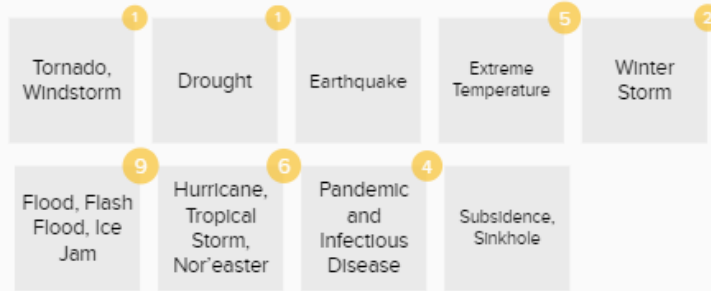 1
1
5
2
Tornado,
Windstorm
Drought
Earthquake
Extreme
Temperature
Winter
Storm
9
6
4
Flood, Flash
Flood, Ice
Jam
Hurricane,
Tropical
Storm,
Nor'easter
Pandemic
and
Infectious
Disease
Subsidence,
Sinkhole